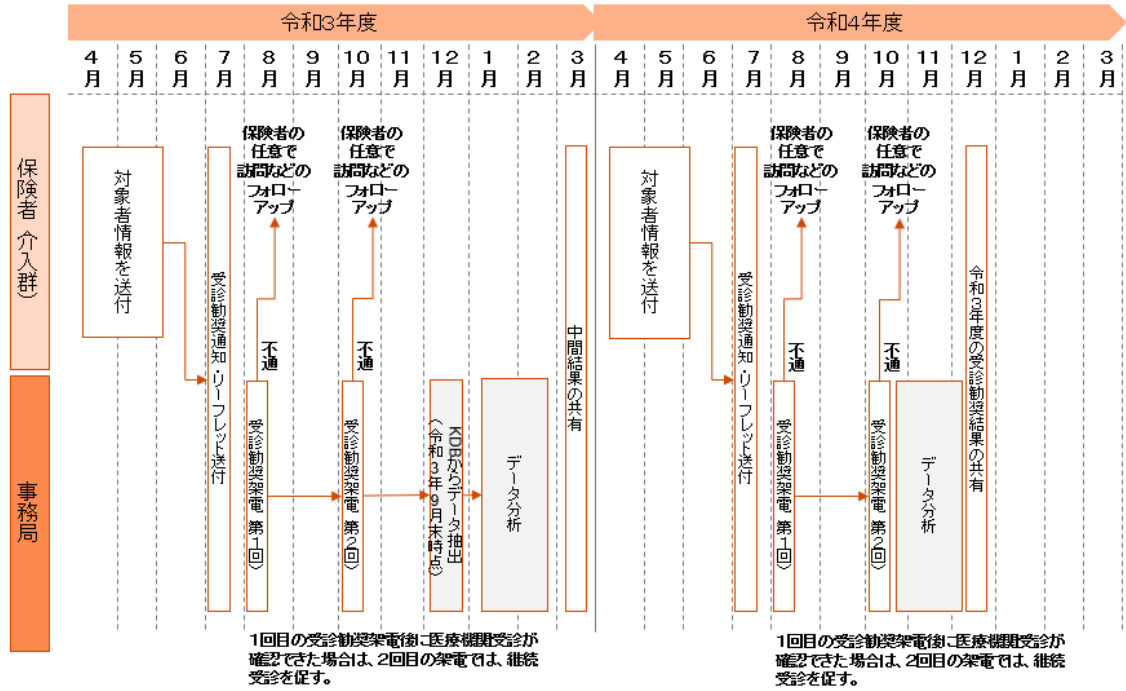 令和3年度
令和4年度
4月
5月
6月
7月
8月
9月
10月
11月
12月
1月
2月
3月
4月
5月
6月
7月
8月
9月
10月
11月
12月
1月
2月
3月
保険者（介入群）
事務局
対象者情報を送付
受診勧奨通知・リーフレット送付
保険者の
任意で
訪問などの
フォロー
アップ
不通
受診勧奨架電（第1回）
保険者の
任意で
訪問などの
フォロー
アップ
不通
受診勧奨架電（第2回）
KDBからデータ抽出
（令和3年9月末時点）
データ分析
中間結果の共有
1回目の受診勧奨架電後に医療機関受診が
確認できた場合は、2回目の架電では、継続
受診を促す。
対象者情報を送付
受診勧奨通知・リーフレット送付
保険者の
任意で
訪問などの
フォロー
アップ
不通
受診勧奨架電（第1回）
保険者の
任意で
訪問などの
フォロー
アップ
不通
受診勧奨架電（第2回）
データ分析
令和3年度の受診勧奨結果の共有
1回目の受診勧奨架電後に医療機関受診が
確認できた場合は、2回目の架電では、継続
受診を促す。